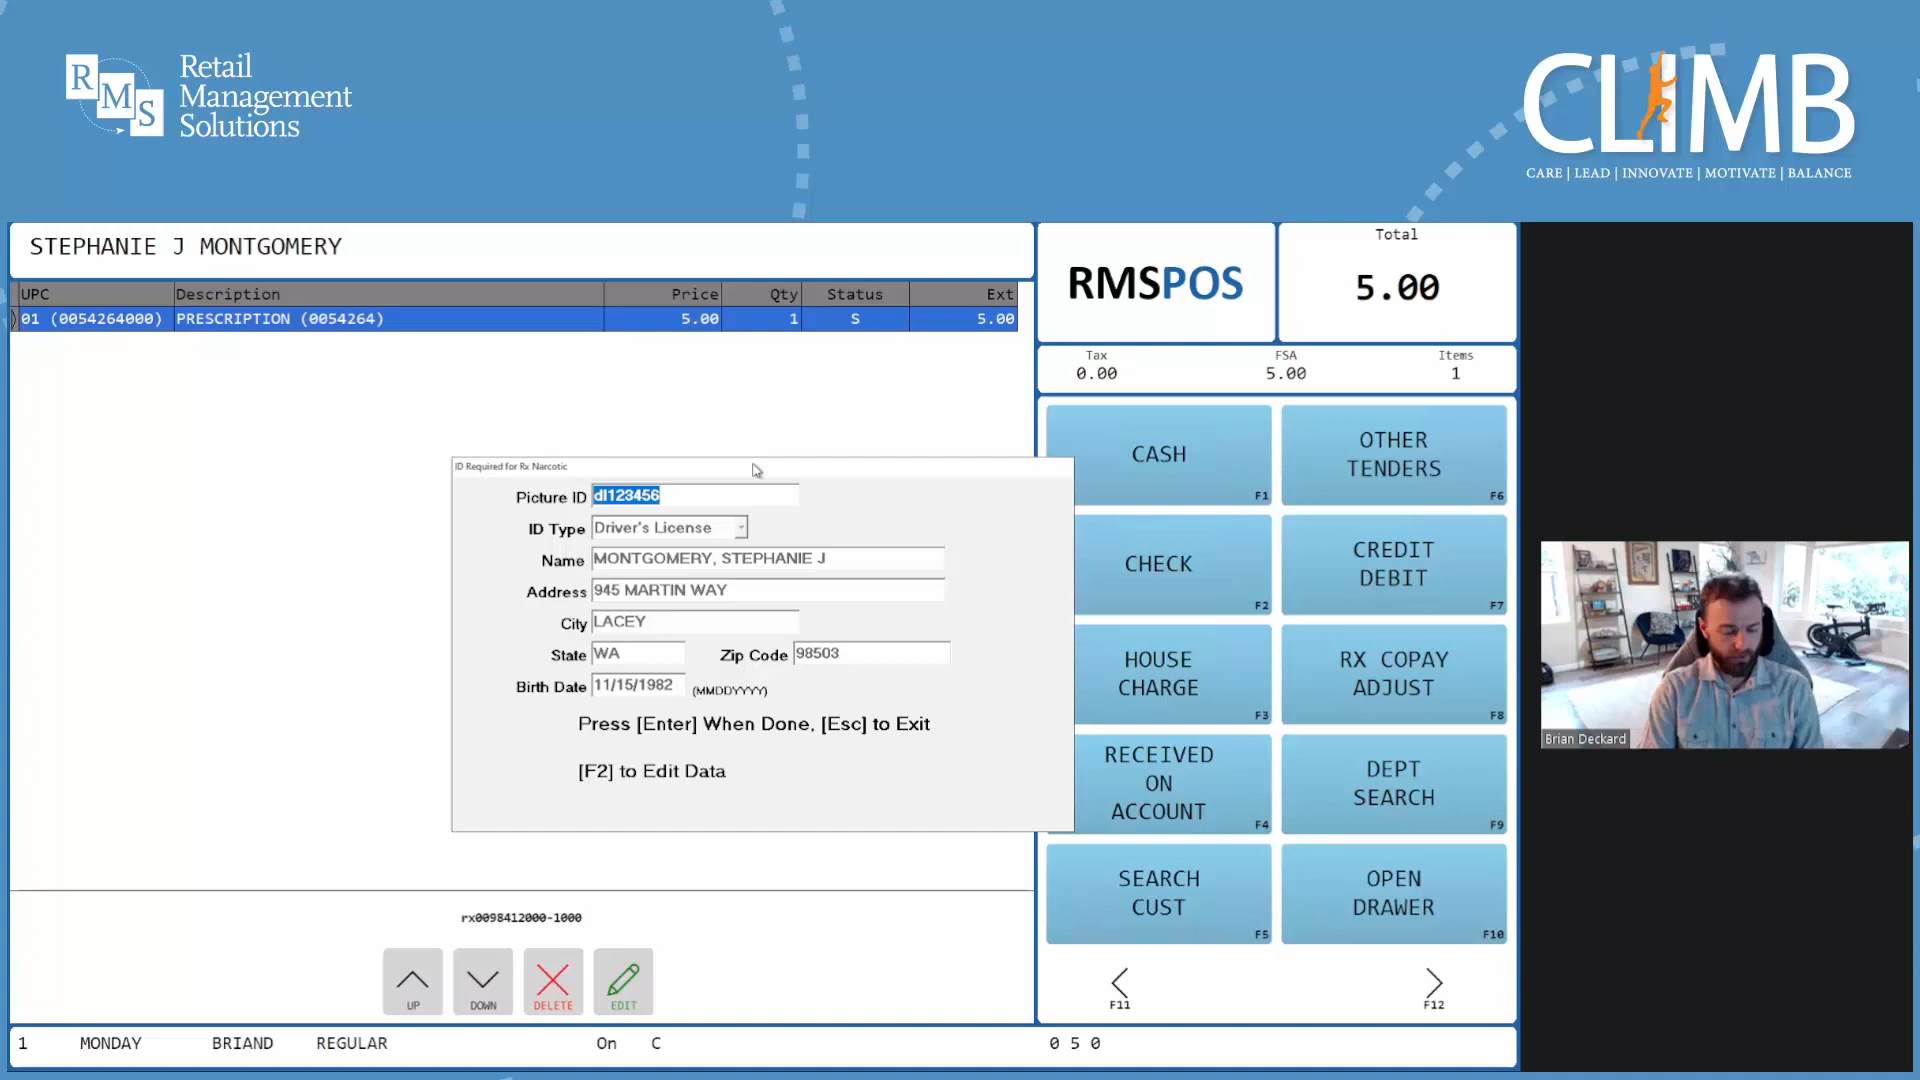 RMS
Retail
Management
Solutions
CLIMB
CARE | LEAD | INNOVATE | MOTIVATE | BALANCE
STEPHANIE J MONTGOMERY
UPC Description Price Qty Status Ext
01 (0054264000) PRESCRIPTION (0054264) 5.00 1 S 5.00
RMSPOS
Total
5.00
Tax FSA Items
0.00 5.00 1
ID Required for Rx Narcotic
Picture ID dl123456
ID Type Driver's License
Name MONTGOMERY, STEPHANIE J
Address 945 MARTIN WAY
City LACEY
State WA Zip Code 98503
Birth Date 11/15/1982 (MMDDYYYY)
Press [Enter] When Done, [Esc] to Exit
[F2] to Edit Data
CASH
F1
OTHER
TENDERS
F6
CHECK
F2
CREDIT
DEBIT
F7
HOUSE
CHARGE
F3
RX COPAY
ADJUST
F8
RECEIVED
ON
ACCOUNT
F4
DEPT
SEARCH
F9
SEARCH
CUST
F5
OPEN
DRAWER
F10
F11
F12
Brian Deckard
rx0098412000-1000
UP DOWN DELETE EDIT
1 MONDAY BRIAND REGULAR On C 0 5 0